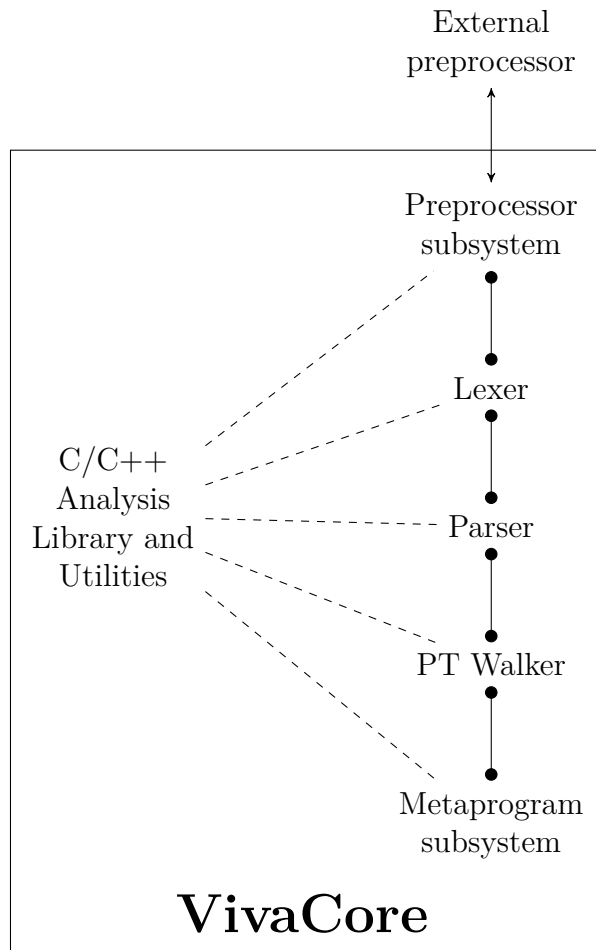 External
preprocessor
Preprocessor
subsystem
Lexer
C/C++
Analysis
Library and
Utilities
Parser
PT Walker
Metaprogram
subsystem
VivaCore